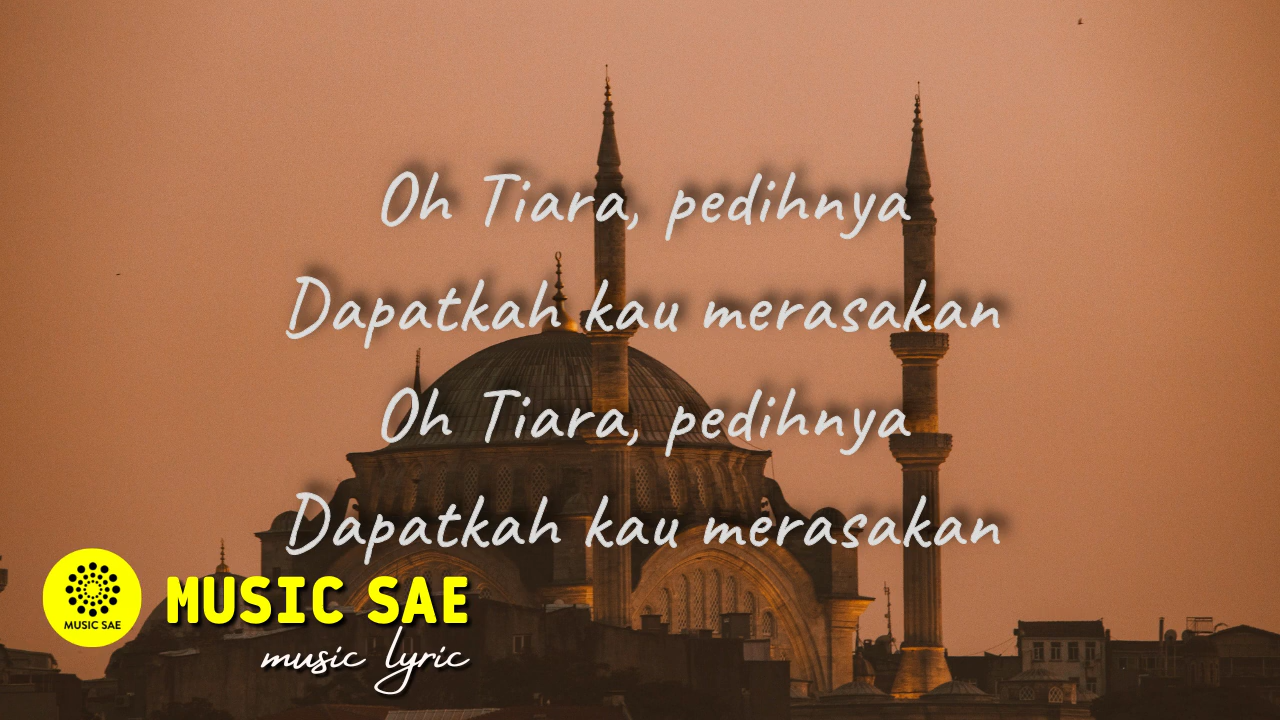 Oh Tiara, pedihnya
Dapatkah kau merasakan
Oh Tiara, pedihnya
Dapatkah kau merasakan
MUSIC SAE
MUSIC SAE
music lyric